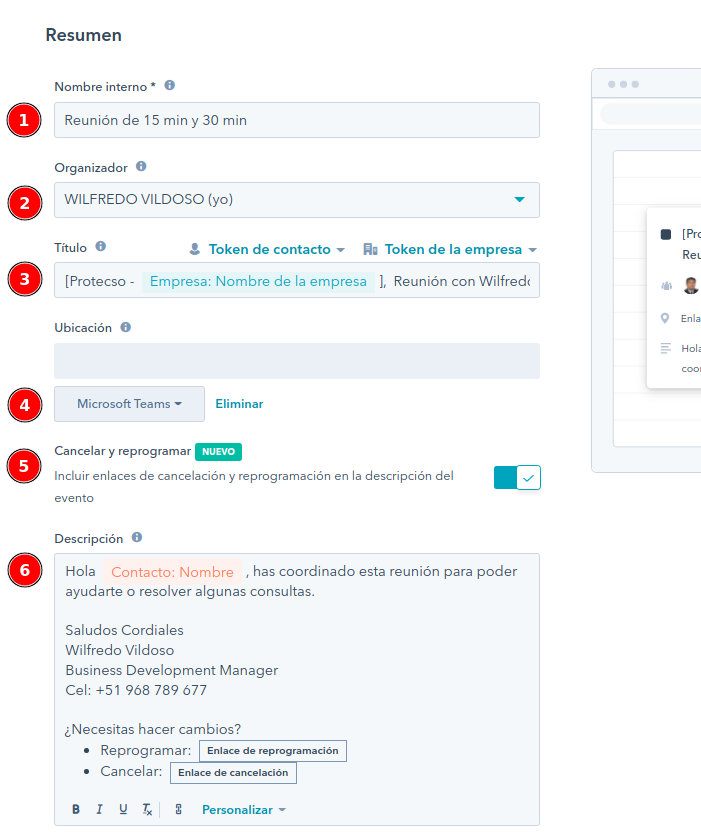 Resumen
Nombre interno *
1
Reunión de 15 min y 30 min
Organizador
2
WILFREDO VILDOSO (yo)
Título
Token de contacto
Token de la empresa
3
[Protecso - Empresa: Nombre de la empresa ], Reunión con Wilfredo
Ubicación
4
Microsoft Teams
Eliminar
Cancelar y reprogramar NUEVO
5
Incluir enlaces de cancelación y reprogramación en la descripción del
evento
Descripción
6
Hola Contacto: Nombre , has coordinado esta reunión para poder
ayudarte o resolver algunas consultas.
Saludos Cordiales
Wilfredo Vildoso
Business Development Manager
Cel: +51 968 789 677
¿Necesitas hacer cambios?
Reprogramar: Enlace de reprogramación
Cancelar: Enlace de cancelación
B I U Tx Personalizar
[Pro
Reu
Enla
Hola
coor